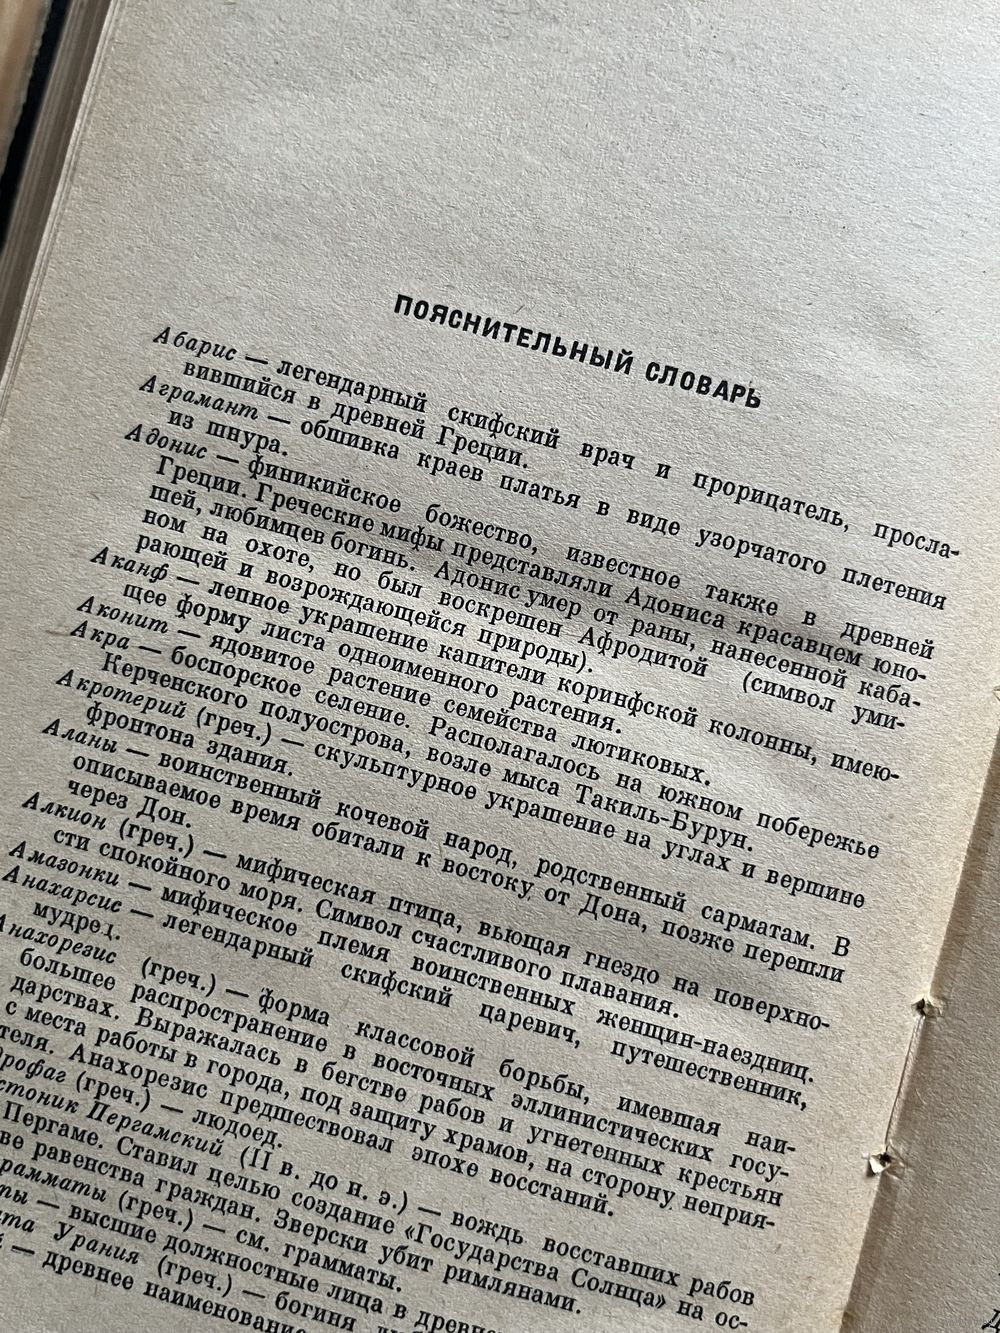 ПОЯСНИТЕЛЬНЫЙ СЛОВАРЬ
Абарис — легендарный скифский врач и прорицатель, просла-
вившийся в древней Греции.
Аграмант — обшивка краев платья в виде узорчатого плетения
из шнура.
Адонис — финикийское божество, известное также в древней
Греции. Греческие мифы представляли Адониса красавцем юно-
шей, любимцев богинь. Адонис умер от раны, нанесенной каба-
ном на охоте, но был воскрешен Афродитой (символ уми-
рающей и возрождающейся природы).
Аканф — лепное украшение капители коринфской колонны, имею-
щее форму листа одноименного растения.
Аконит — ядовитое растение семейства лютиковых.
Акра — боспорское селение. Располагалось на южном побережье
Керченского полуострова, возле мыса Такиль-Бурун.
Акротерий (греч.) — скульптурное украшение на углах и вершине
фронтона здания.
Аланы — воинственный кочевой народ, родственный сарматам. В
описываемое время обитали к востоку от Дона, позже перешли
через Дон.
Алкион (греч.) — мифическая птица, вьющая гнездо на поверхно-
сти спокойного моря. Символ счастливого плавания.
Амазонки — мифическое племя воинственных женщин-наездниц.
Анахарсис — легендарный скифский царевич, путешественник,
мудрец.
Анахорезис (греч.) — форма классовой борьбы, имевшая наи-
большее распространение в восточных эллинистических госу-
дарствах. Выражалась в бегстве рабов и угнетенных крестьян
с места работы в города, под защиту храмов, на сторону неприя-
теля. Анахорезис предшествовал эпохе восстаний.
(греч.) — людоед.
Пергамский (II в. до н. э.) — вождь восставших рабов
Пергаме. Ставил целью создание «Государства Солнца» на ос-
ве равенства граждан. Зверски убит римлянами.
(греч.) — см. грамматы.
— высшие должностные лица в древне
Урания (греч.) — богиня
— древнее наименование